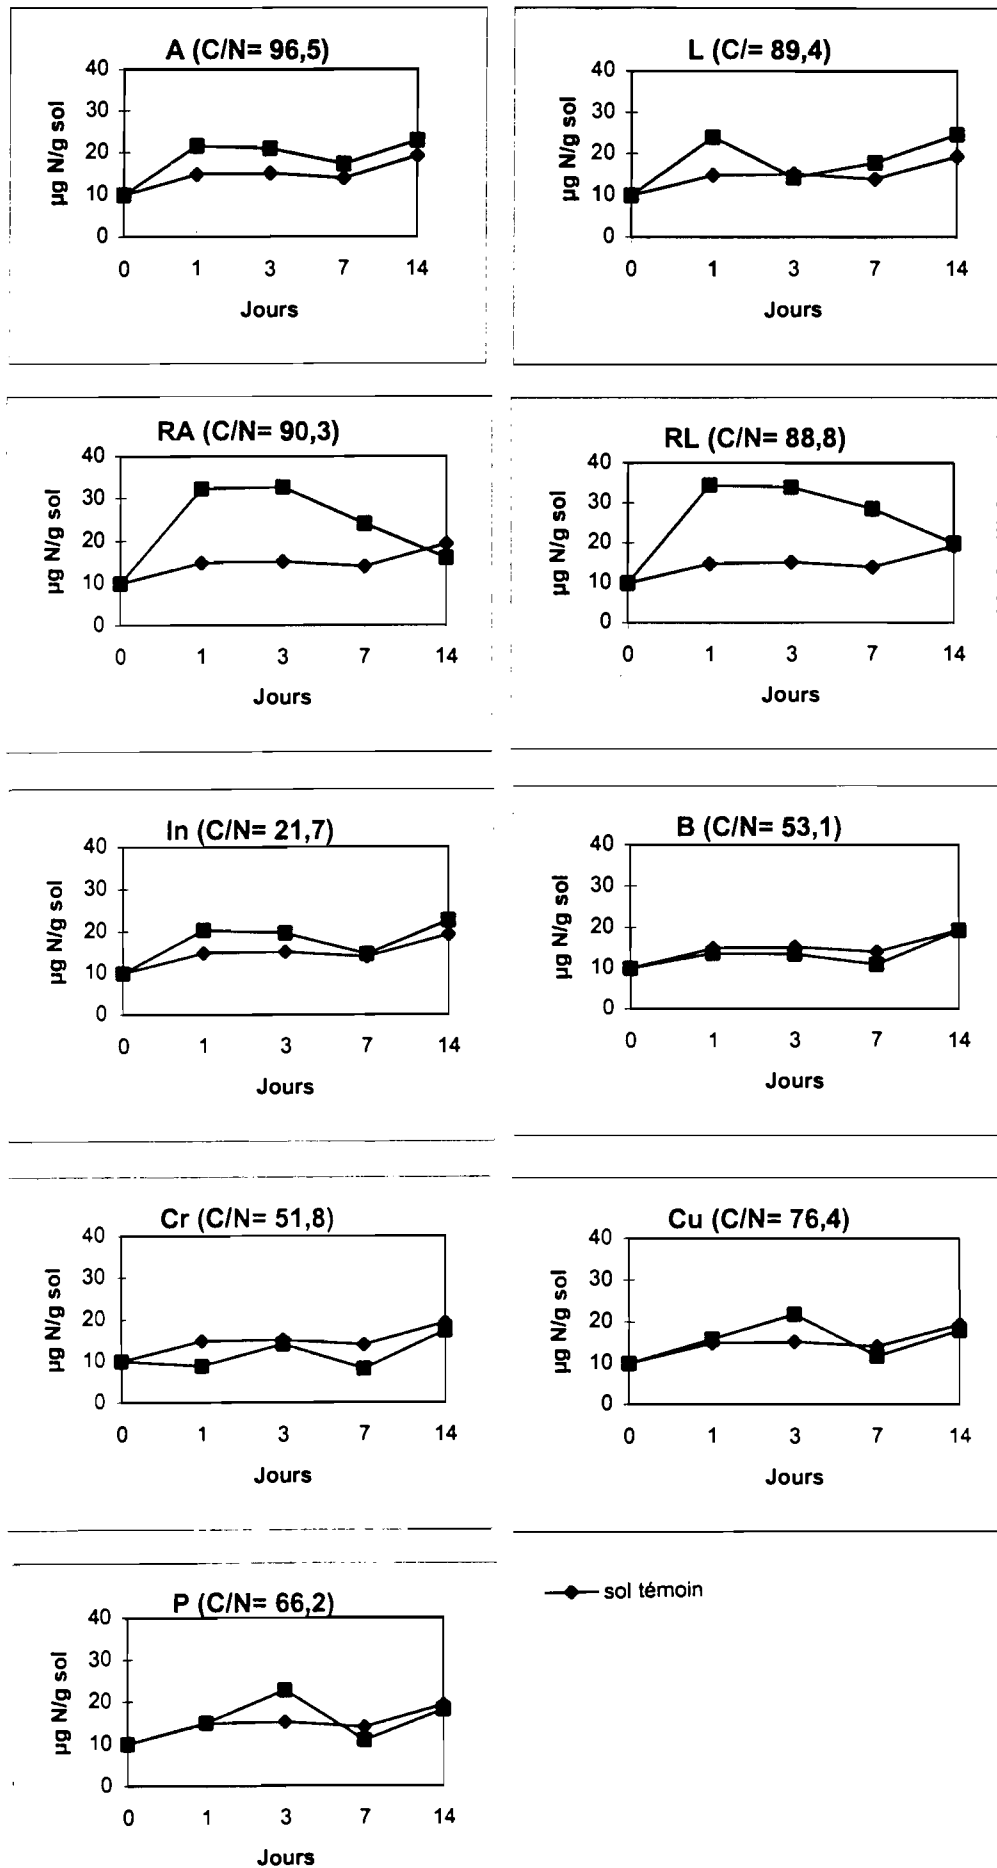 A (C/N= 96,5)
40
30
20
10
0
µg N/g sol
0 1 3 7 14
Jours
L (C/= 89,4)
40
30
20
10
0
µg N/g sol
0 1 3 7 14
Jours
RA (C/N= 90,3)
40
30
20
10
0
µg N/g sol
0 1 3 7 14
Jours
RL (C/N= 88,8)
40
30
20
10
0
µg N/g sol
0 1 3 7 14
Jours
In (C/N= 21,7)
40
30
20
10
0
µg N/g sol
0 1 3 7 14
Jours
B (C/N= 53,1)
40
30
20
10
0
µg N/g sol
0 1 3 7 14
Jours
Cr (C/N= 51,8)
40
30
20
10
0
µg N/g sol
0 1 3 7 14
Jours
Cu (C/N= 76,4)
40
30
20
10
0
µg N/g sol
0 1 3 7 14
Jours
P (C/N= 66,2)
40
30
20
10
0
µg N/g sol
0 1 3 7 14
Jours
sol témoin